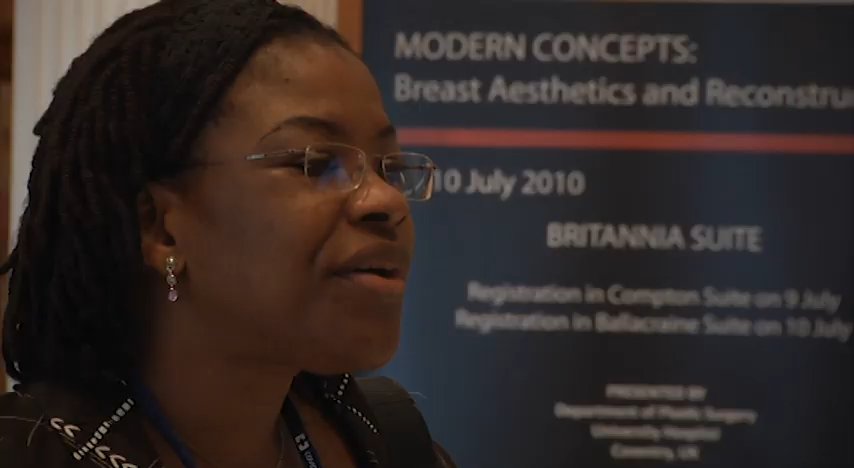 MODERN CONCEPTS:
Breast Aesthetics and Reconstru
10 July 2010
BRITANNIA SUITE
Registration in Compton Suite on 9 July
Registration in Ballacraine Suite on 10 July
PRESENTED BY
Department of Plastic Surgery
University Hospital
Coventry, UK